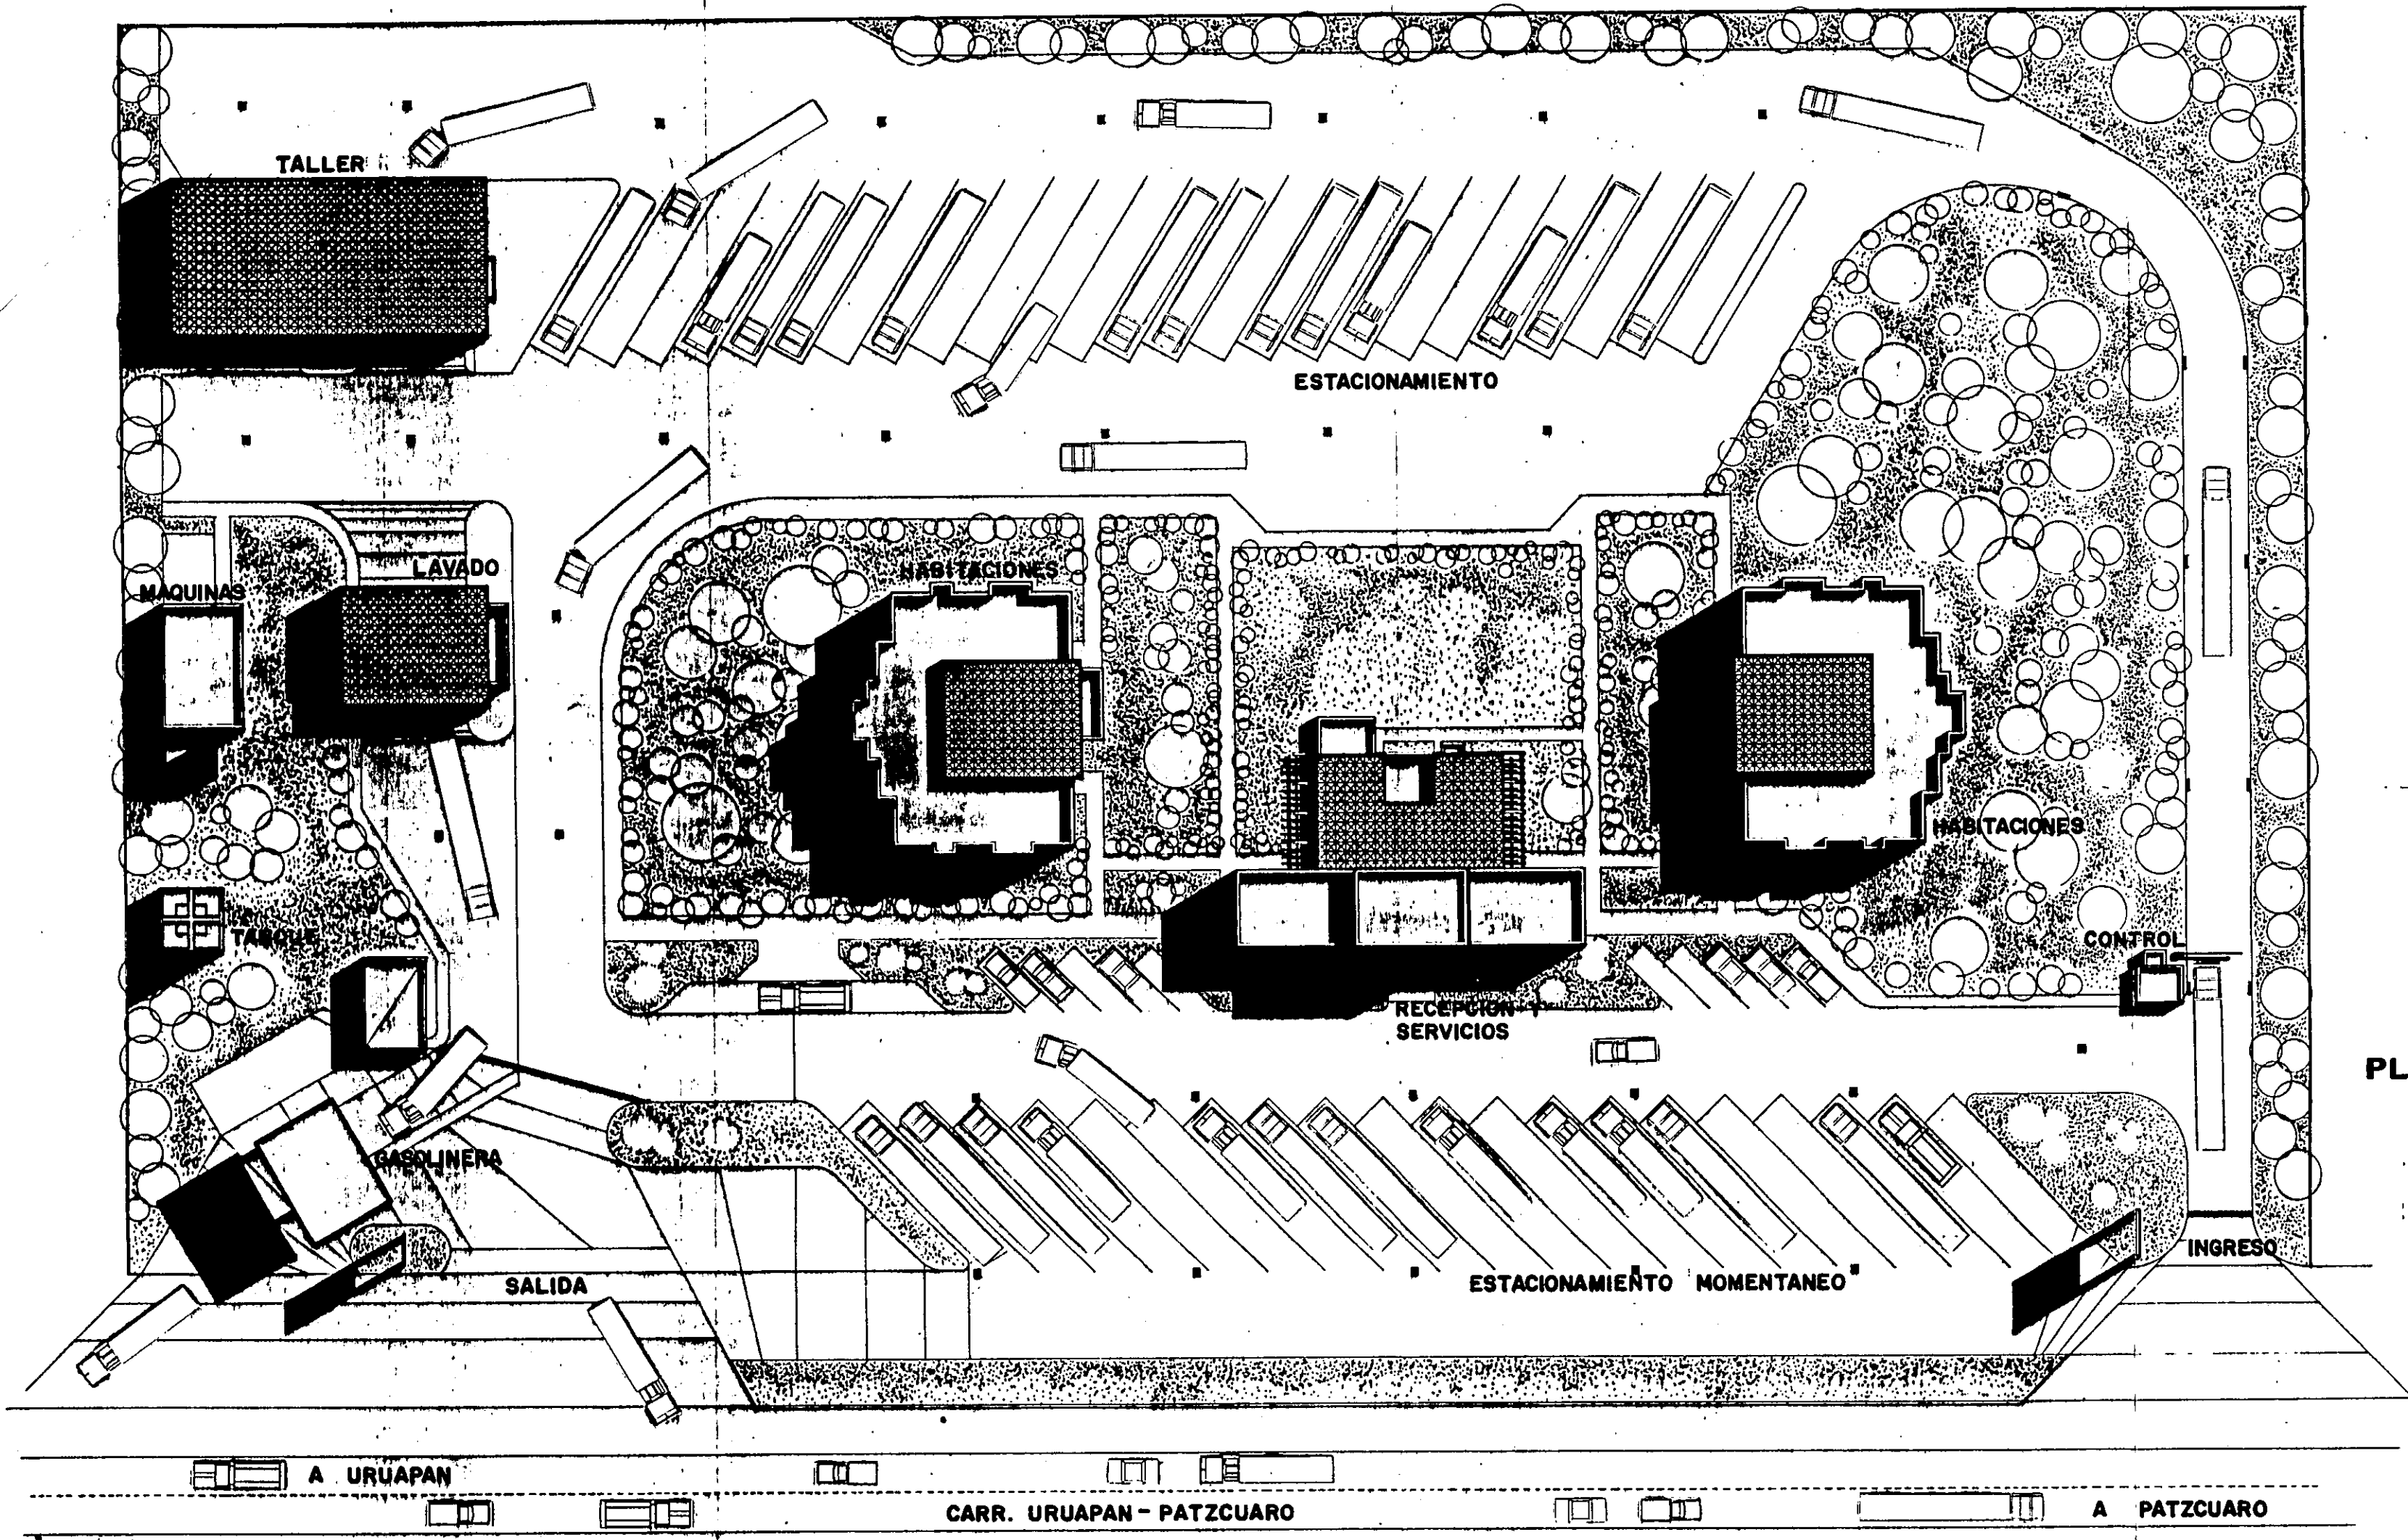 TALLER
ESTACIONAMIENTO
LAVADO
HABITACIONES
MAQUINAS
HABITACIONES
TANQUE
CONTROL
RECEPCION Y
SERVICIOS
PL
GASOLINERA
INGRESO
SALIDA
ESTACIONAMIENTO MOMENTANEO
A URUAPAN
CARR. URUAPAN - PATZCUARO
A PATZCUARO